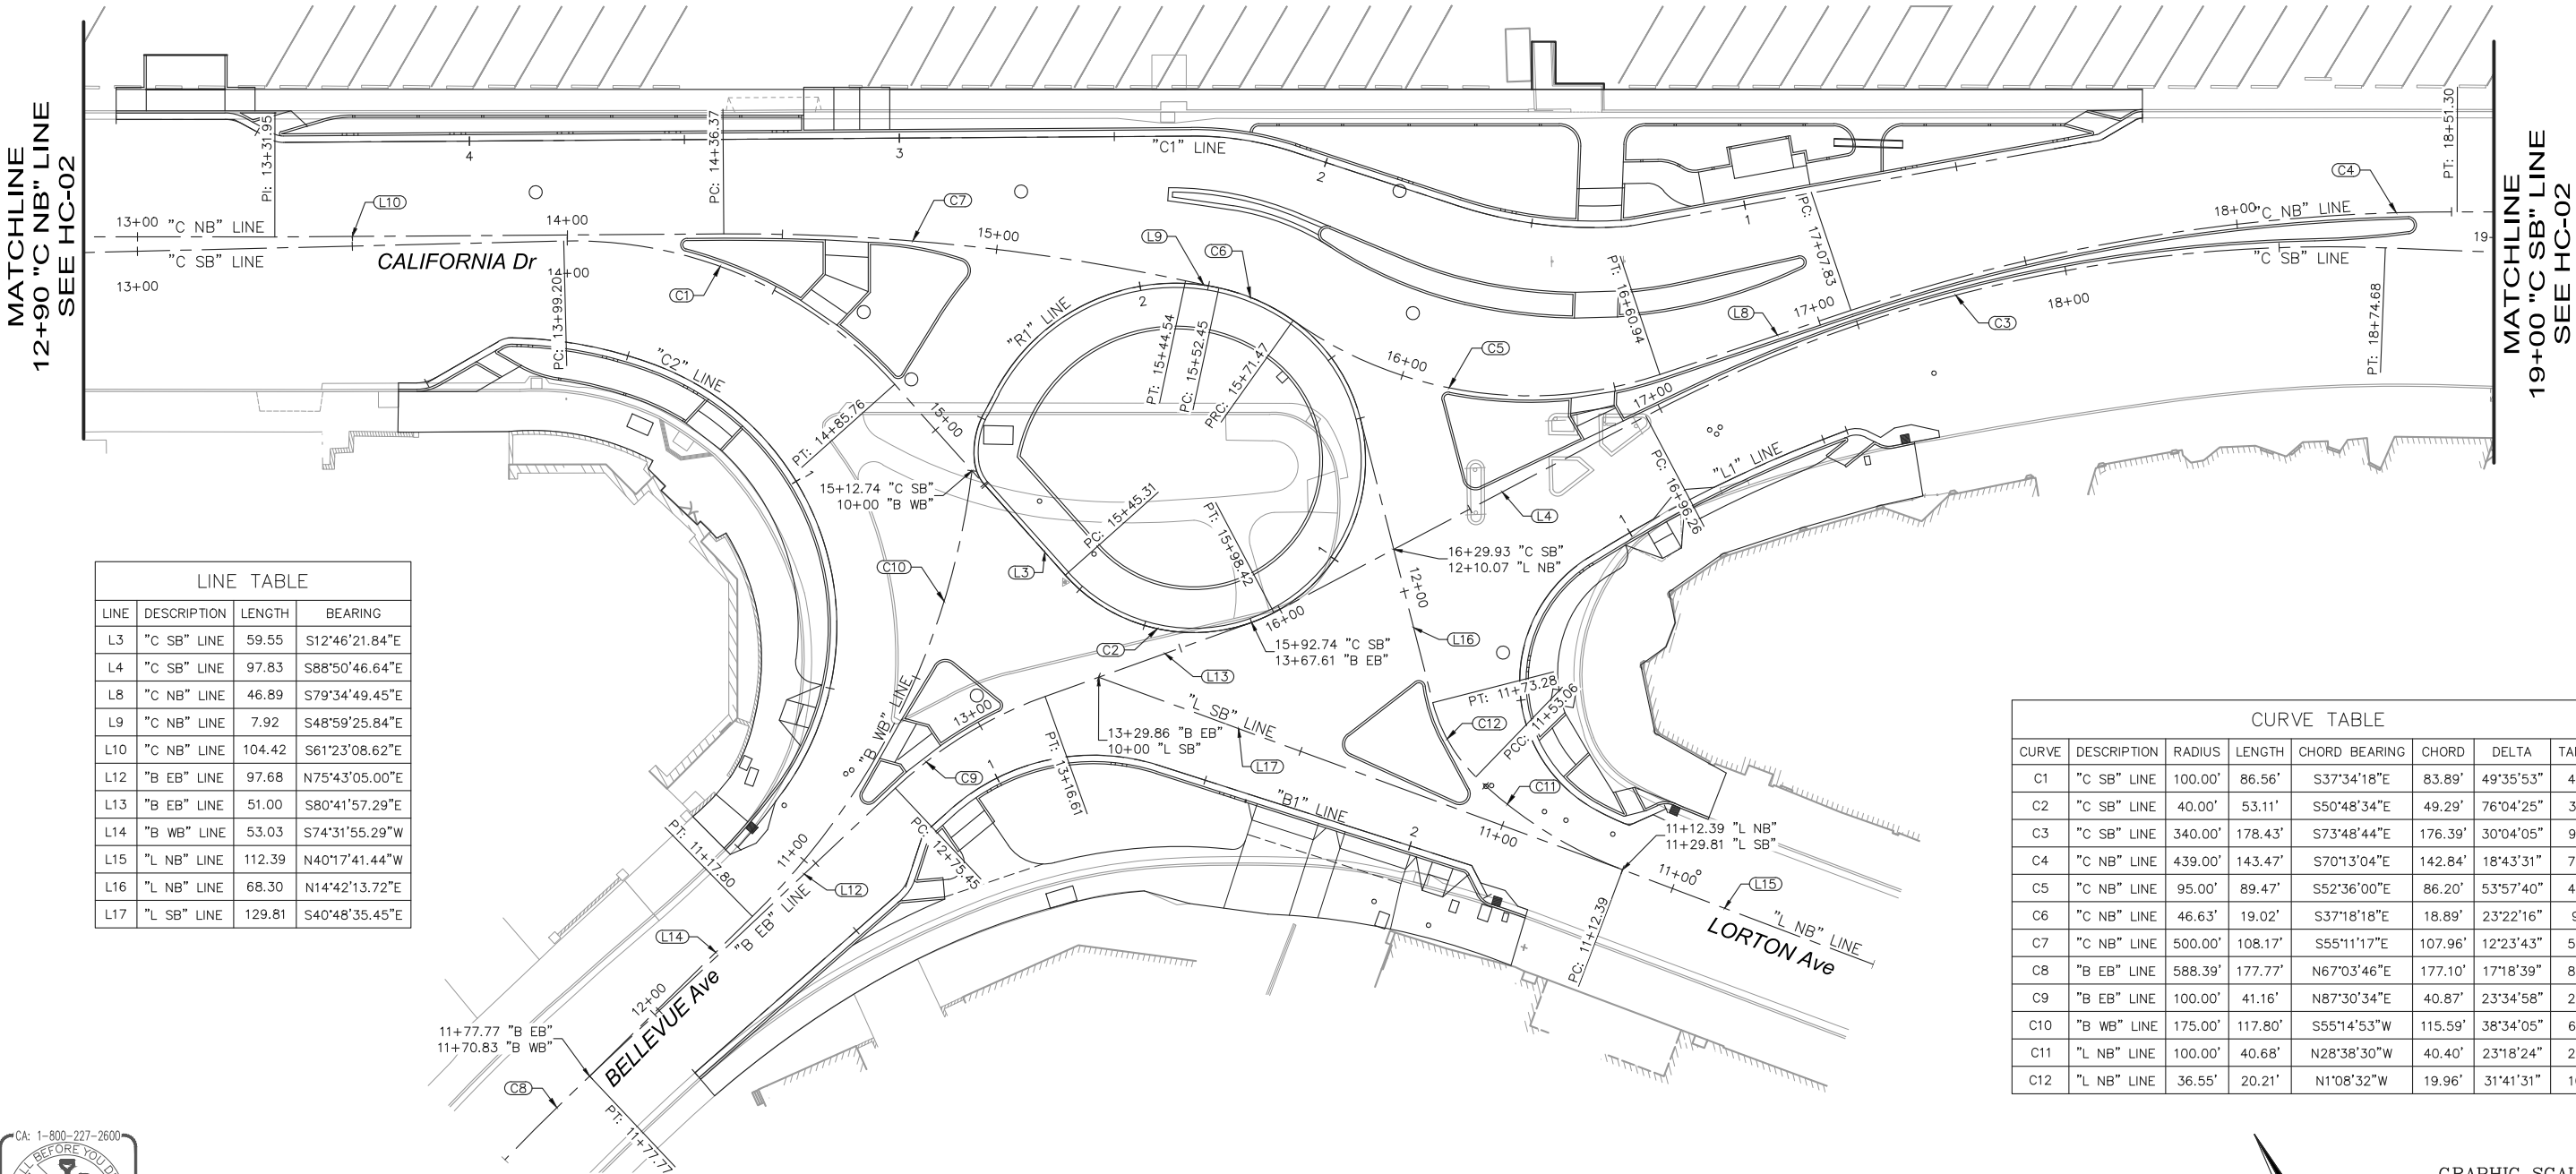 MATCHLINE
12+90 "C NB" LINE
SEE HC-02
MATCHLINE
19+00 "C SB" LINE
SEE HC-02
PI: 13+31.95
PC: 14+36.37
PT: 18+51.30
4
3
"C1" LINE
2
1
C4
L10
C7
13+00 "C NB" LINE
14+00
15+00
L9
C6
PC: 17+07.83
18+00
"C NB" LINE
19-
"C SB" LINE
CALIFORNIA Dr
14+00
13+00
C1
PC: 13+99.20
"R1" LINE
2
PT: 15+44.54
PC: 15+52.45
PRC: 15+71.47
PT: 16+60.94
L8
17+00
C3
18+00
"C SB" LINE
PT: 18+74.68
16+00
C5
"C2" LINE
17+00
PT: 14+85.76
1
15+00
15+12.74 "C SB"
10+00 "B WB"
PC: 15+45.31
PT: 15+98.42
1
L4
PC: 16+96.26
"L1" LINE
1
C10
L3
16+29.93 "C SB"
12+10.07 "L NB"
12+00
16+00
L16
C2
15+92.74 "C SB"
13+67.61 "B EB"
L13
"B WB" LINE
13+00
"L SB" LINE
PT: 11+73.28
PCC: 11+53.06
C12
13+29.86 "B EB"
10+00 "L SB"
L17
PT: 13+16.61
C9
1
C11
"B1" LINE
2
11+00
11+12.39 "L NB"
11+29.81 "L SB"
PT: 11+17.80
11+00
PC: 12+75.45
L12
11+00
L15
"L NB" LINE
LORTON Ave
PC: 11+12.39
L14
"B EB" LINE
12+00
BELLEVUE Ave
11+77.77 "B EB"
11+70.83 "B WB"
C8
PT: 11+77.77
LINE TABLE
LINE DESCRIPTION LENGTH BEARING
L3 "C SB" LINE 59.55 S12°46'21.84"E
L4 "C SB" LINE 97.83 S88°50'46.64"E
L8 "C NB" LINE 46.89 S79°34'49.45"E
L9 "C NB" LINE 7.92 S48°59'25.84"E
L10 "C NB" LINE 104.42 S61°23'08.62"E
L12 "B EB" LINE 97.68 N75°43'05.00"E
L13 "B EB" LINE 51.00 S80°41'57.29"E
L14 "B WB" LINE 53.03 S74°31'55.29"W
L15 "L NB" LINE 112.39 N40°17'41.44"W
L16 "L NB" LINE 68.30 N14°42'13.72"E
L17 "L SB" LINE 129.81 S40°48'35.45"E
CURVE TABLE
CURVE DESCRIPTION RADIUS LENGTH CHORD BEARING CHORD DELTA
C1 "C SB" LINE 100.00' 86.56' S37°34'18"E 83.89' 49°35'53" 4
C2 "C SB" LINE 40.00' 53.11' S50°48'34"E 49.29' 76°04'25" 3
C3 "C SB" LINE 340.00' 178.43' S73°48'44"E 176.39' 30°04'05" 9
C4 "C NB" LINE 439.00' 143.47' S70°13'04"E 142.84' 18°43'31" 7
C5 "C NB" LINE 95.00' 89.47' S52°36'00"E 86.20' 53°57'40" 4
C6 "C NB" LINE 46.63' 19.02' S37°18'18"E 18.89' 23°22'16"
C7 "C NB" LINE 500.00' 108.17' S55°11'17"E 107.96' 12°23'43" 5
C8 "B EB" LINE 588.39' 177.77' N67°03'46"E 177.10' 17°18'39" 8
C9 "B EB" LINE 100.00' 41.16' N87°30'34"E 40.87' 23°34'58" 2
C10 "B WB" LINE 175.00' 117.80' S55°14'53"W 115.59' 38°34'05" 6
C11 "L NB" LINE 100.00' 40.68' N28°38'30"W 40.40' 23°18'24" 2
C12 "L NB" LINE 36.55' 20.21' N1°08'32"W 19.96' 31°41'31" 1
CA: 1-800-227-2600
BEFORE YOU
GRAPHIC